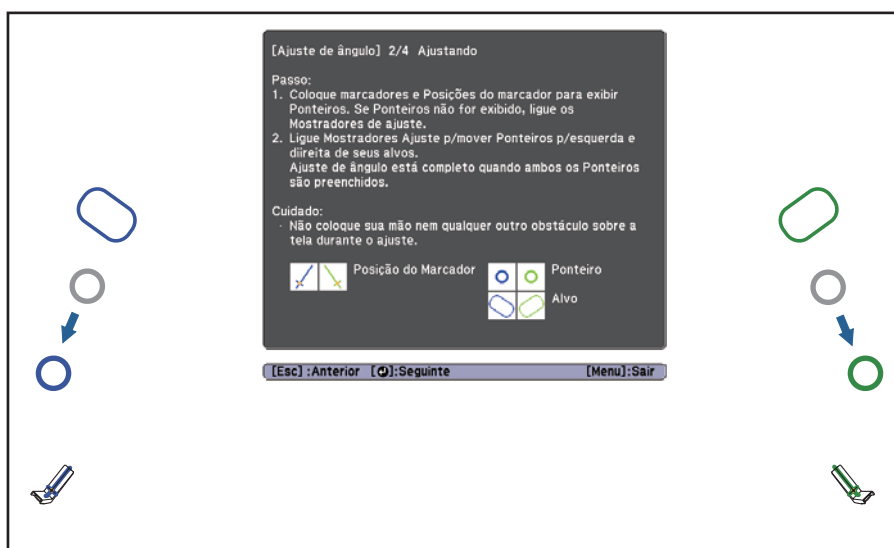 [Ajuste de ângulo] 2/4 Ajustando
Passo:
1. Coloque marcadores e Posições do marcador para exibir
Ponteiros. Se Ponteiros não for exibido, ligue os
Mostradores de ajuste.
2. Ligue Mostradores Ajuste p/mover Ponteiros p/esquerda e
diireita de seus alvos.
Ajuste de ângulo está completo quando ambos os Ponteiros
são preenchidos.
Cuidado:
· Não coloque sua mão nem qualquer outro obstáculo sobre a
tela durante o ajuste.
Posição do Marcador
Ponteiro
Alvo
[Esc] :Anterior [↲]:Seguinte [Menu]:Sair